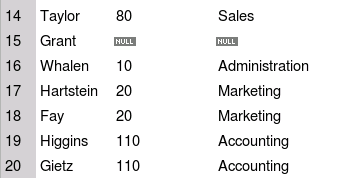 14 Taylor 80 Sales
15 Grant NULL NULL
16 Whalen 10 Administration
17 Hartstein 20 Marketing
18 Fay 20 Marketing
19 Higgins 110 Accounting
20 Gietz 110 Accounting